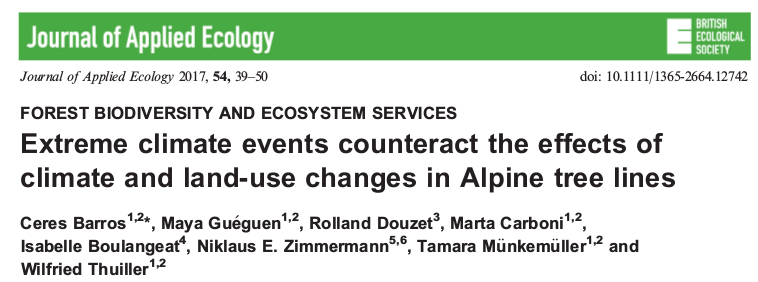 Journal of Applied Ecology
BRITISH
ECOLOGICAL
SOCIETY
Journal of Applied Ecology 2017, 54, 39–50
doi: 10.1111/1365-2664.12742
FOREST BIODIVERSITY AND ECOSYSTEM SERVICES
Extreme climate events counteract the effects of
climate and land-use changes in Alpine tree lines
Ceres Barros1,2*, Maya Guéguen1,2, Rolland Douzet3, Marta Carboni1,2,
Isabelle Boulangeat4, Niklaus E. Zimmermann5,6, Tamara Münkemüller1,2 and
Wilfried Thuiller1,2